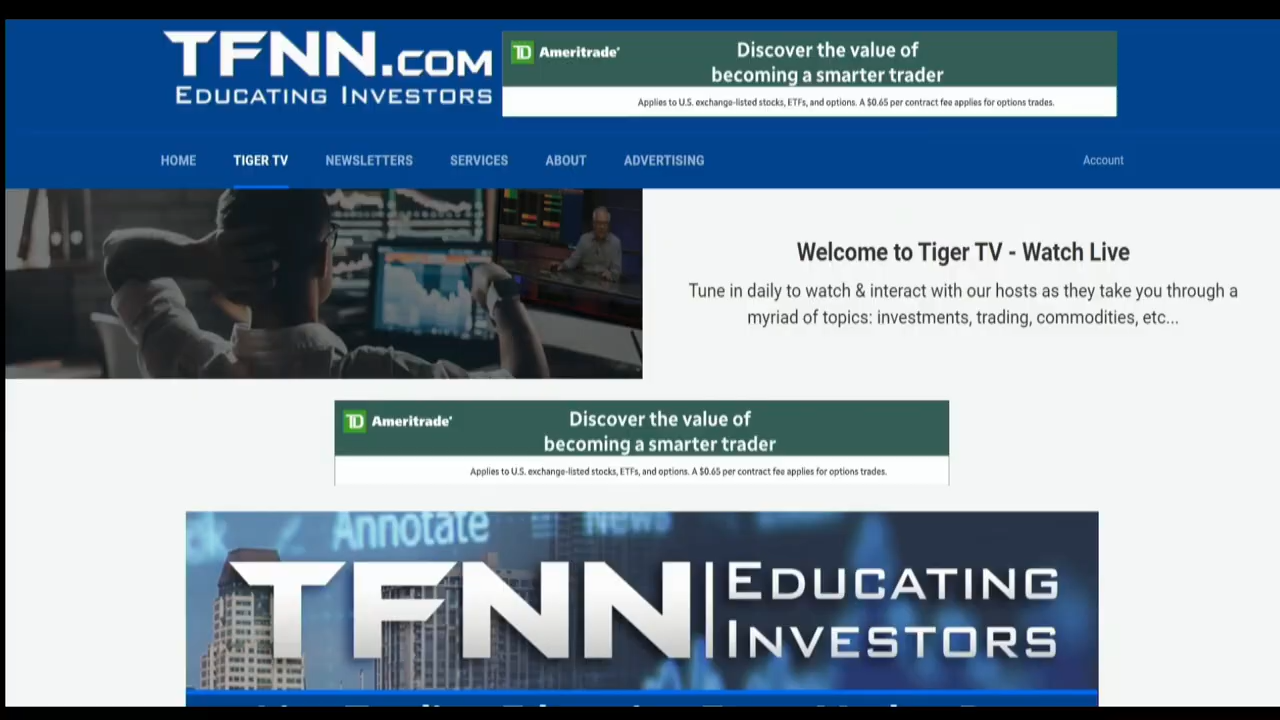 TFNN.COM
EDUCATING INVESTORS
TD Ameritrade
Discover the value of
becoming a smarter trader
Applies to U.S. exchange-listed stocks, ETFs, and options. A $0.65 per contract fee applies for options trades.
HOME TIGER TV NEWSLETTERS SERVICES ABOUT ADVERTISING Account
Welcome to Tiger TV - Watch Live
Tune in daily to watch & interact with our hosts as they take you through a
myriad of topics: investments, trading, commodities, etc...
TD Ameritrade
Discover the value of
becoming a smarter trader
Applies to U.S. exchange-listed stocks, ETFs, and options. A $0.65 per contract fee applies for options trades.
Annotate News
TFNN EDUCATING
INVESTORS